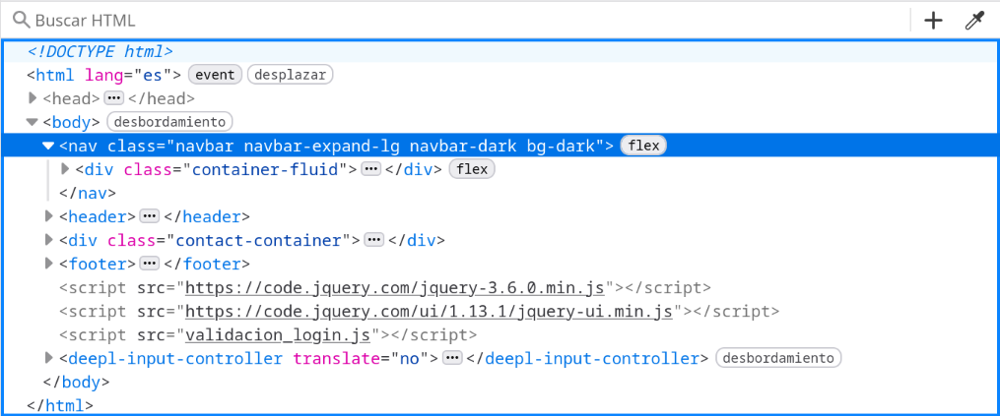 Buscar HTML
<!DOCTYPE html>
<html lang="es"> event desplazar
<head> ••• </head>
<body> desbordamiento
<nav class="navbar navbar-expand-lg navbar-dark bg-dark"> flex
<div class="container-fluid"> ••• </div> flex
</nav>
<header> ••• </header>
<div class="contact-container"> ••• </div>
<footer> ••• </footer>
<script src="https://code.jquery.com/jquery-3.6.0.min.js"></script>
<script src="https://code.jquery.com/ui/1.13.1/jquery-ui.min.js"></script>
<script src="validacion_login.js"></script>
<deepl-input-controller translate="no"> ••• </deepl-input-controller> desbordamiento
</body>
</html>